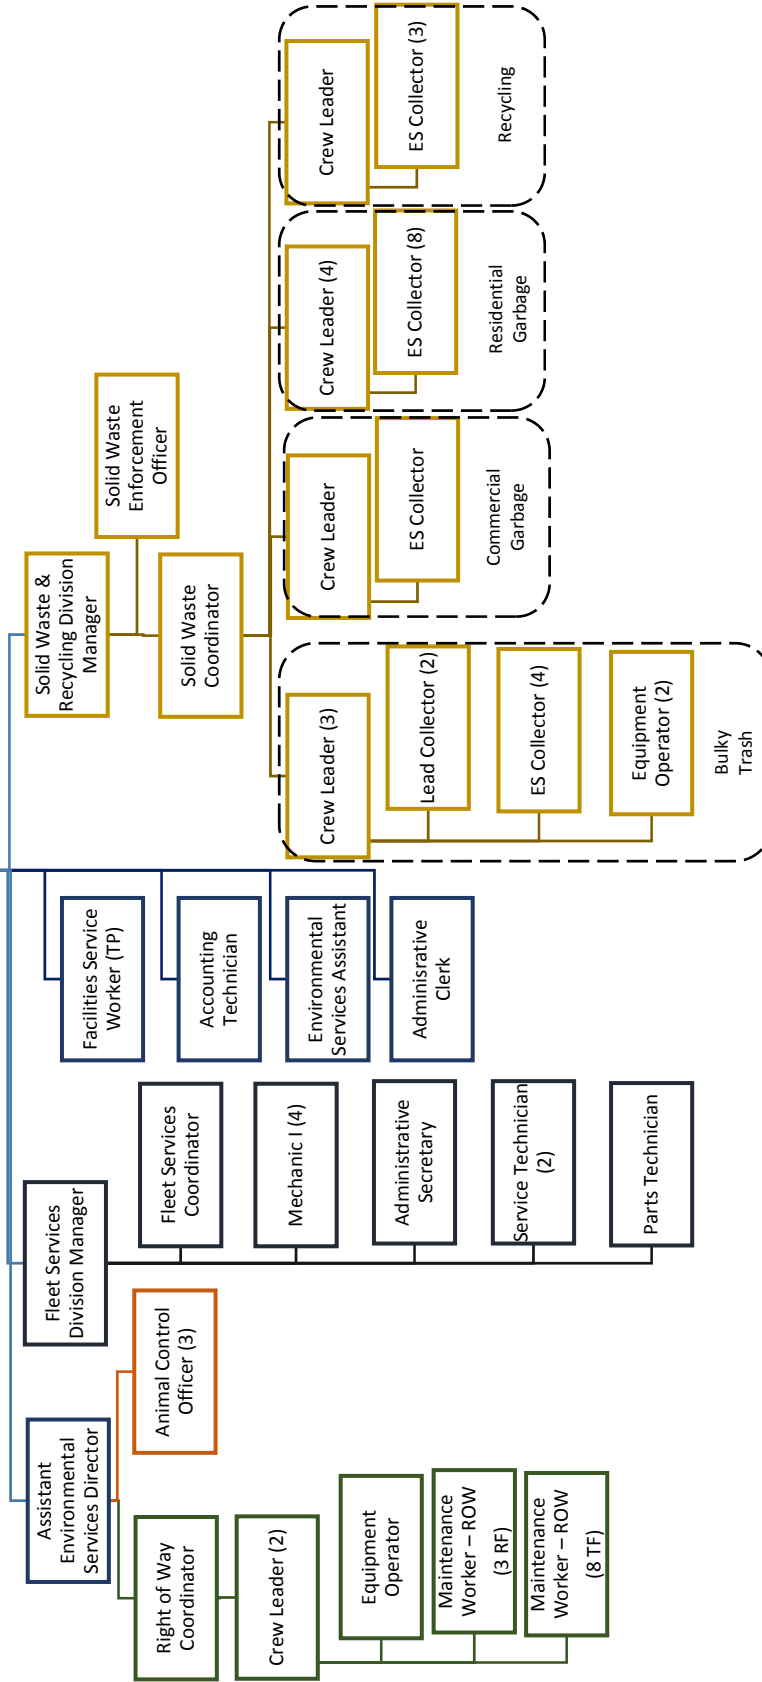 Assistant
Environmental
Services Director
Right of Way
Coordinator
Crew Leader (2)
Equipment
Operator
Maintenance
Worker – ROW
(3 RF)
Maintenance
Worker – ROW
(8 TF)
Animal Control
Officer (3)
Fleet Services
Division Manager
Fleet Services
Coordinator
Mechanic I (4)
Administrative
Secretary
Service Technician
(2)
Parts Technician
Facilities Service
Worker (TP)
Accounting
Technician
Environmental
Services Assistant
Adminisrative
Clerk
Solid Waste &
Recycling Division
Manager
Solid Waste
Enforcement
Officer
Solid Waste
Coordinator
Crew Leader (3)
Lead Collector (2)
ES Collector (4)
Equipment
Operator (2)
Bulky
Trash
Crew Leader
ES Collector
Commercial
Garbage
Crew Leader (4)
ES Collector (8)
Residential
Garbage
Crew Leader
ES Collector (3)
Recycling